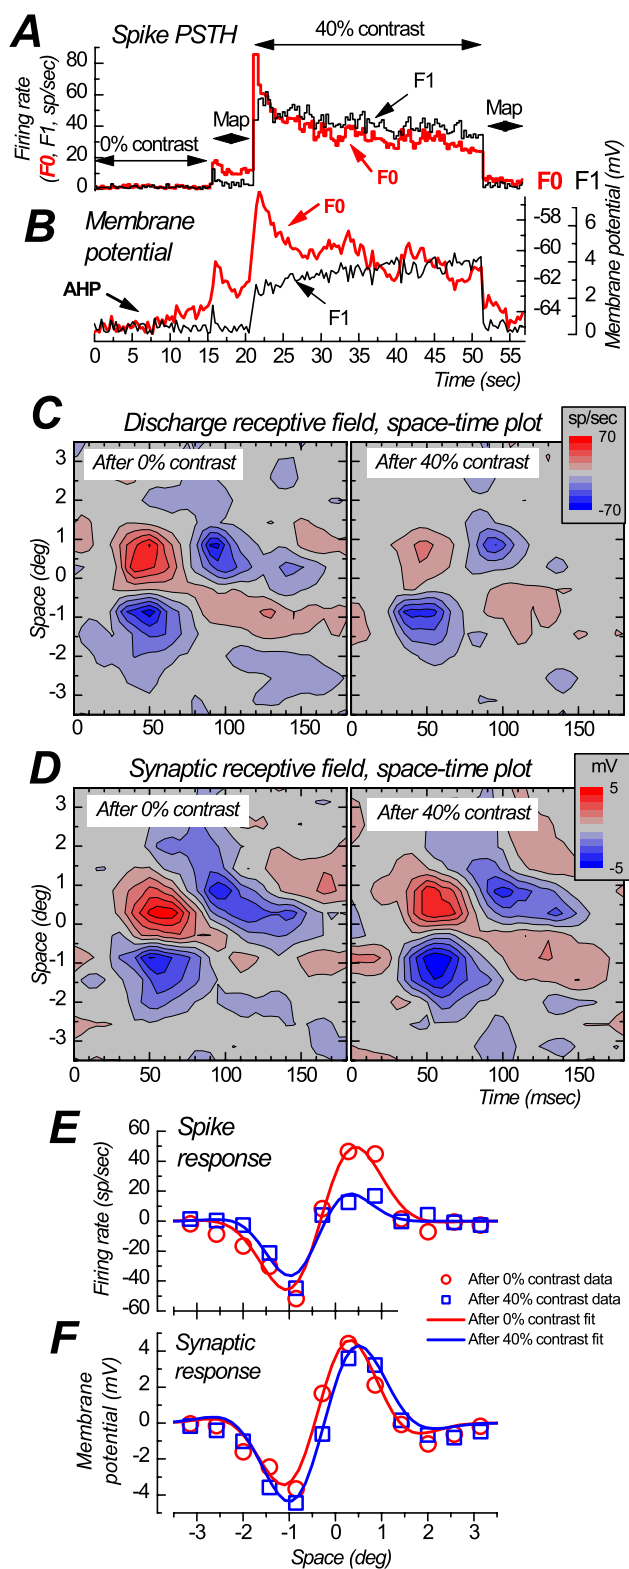 A Spike PSTH 40% contrast
Firing rate
(F0, F1, sp/sec)
80
60
40
20
0
0% contrast
Map
F1
F0
Map
B Membrane
potential
AHP
F0
F1
F0 F1
-58
-60
-62
-64
6
4
2
0
Membrane potential (mV)
0 5 10 15 20 25 30 35 40 45 50 55
Time (sec)
C Discharge receptive field, space-time plot
sp/sec
70
-70
After 0% contrast
After 40% contrast
Space (deg)
3
2
1
0
-1
-2
-3
0 50 100 150
0 50 100 150
D Synaptic receptive field, space-time plot
mV
5
-5
After 0% contrast
After 40% contrast
Space (deg)
3
2
1
0
-1
-2
-3
0 50 100 150
0 50 100 150
Time (msec)
E Spike
response
Firing rate (sp/sec)
60
40
20
0
-20
-40
-60
After 0% contrast data
After 40% contrast data
After 0% contrast fit
After 40% contrast fit
F Synaptic
response
Membrane
potential (mV)
4
2
0
-2
-4
-3 -2 -1 0 1 2 3
Space (deg)